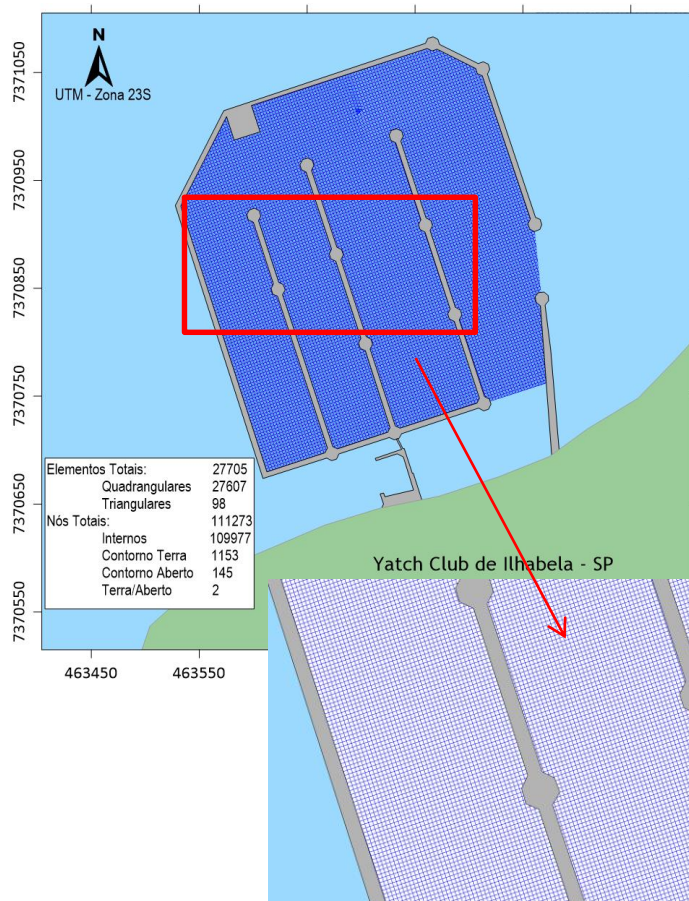 N
UTM - Zona 23S
7371050
7370950
7370850
7370750
7370650
7370550
Elementos Totais: 27705
Quadrangulares 27607
Triangulares 98
Nós Totais: 111273
Internos 109977
Contorno Terra 1153
Contorno Aberto 145
Terra/Aberto 2
Yatch Club de Ilhabela - SP
463450
463550